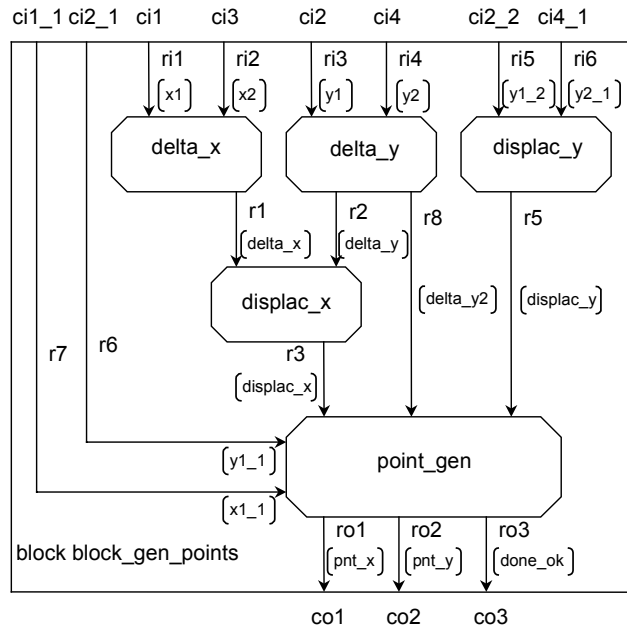 ci1_1 ci2_1 ci1 ci3 ci2 ci4 ci2_2 ci4_1
ri1 ri2 ri3 ri4 ri5 ri6
[x1] [x2] [y1] [y2] [y1_2] [y2_1]
delta_x delta_y displac_y
r1 r2 r8 r5
[delta_x] [delta_y]
displac_x [delta_y2] [displac_y]
r7 r6 r3
[displac_x]
[y1_1] point_gen
[x1_1]
ro1 ro2 ro3
block block_gen_points [pnt_x] [pnt_y] [done_ok]
co1 co2 co3